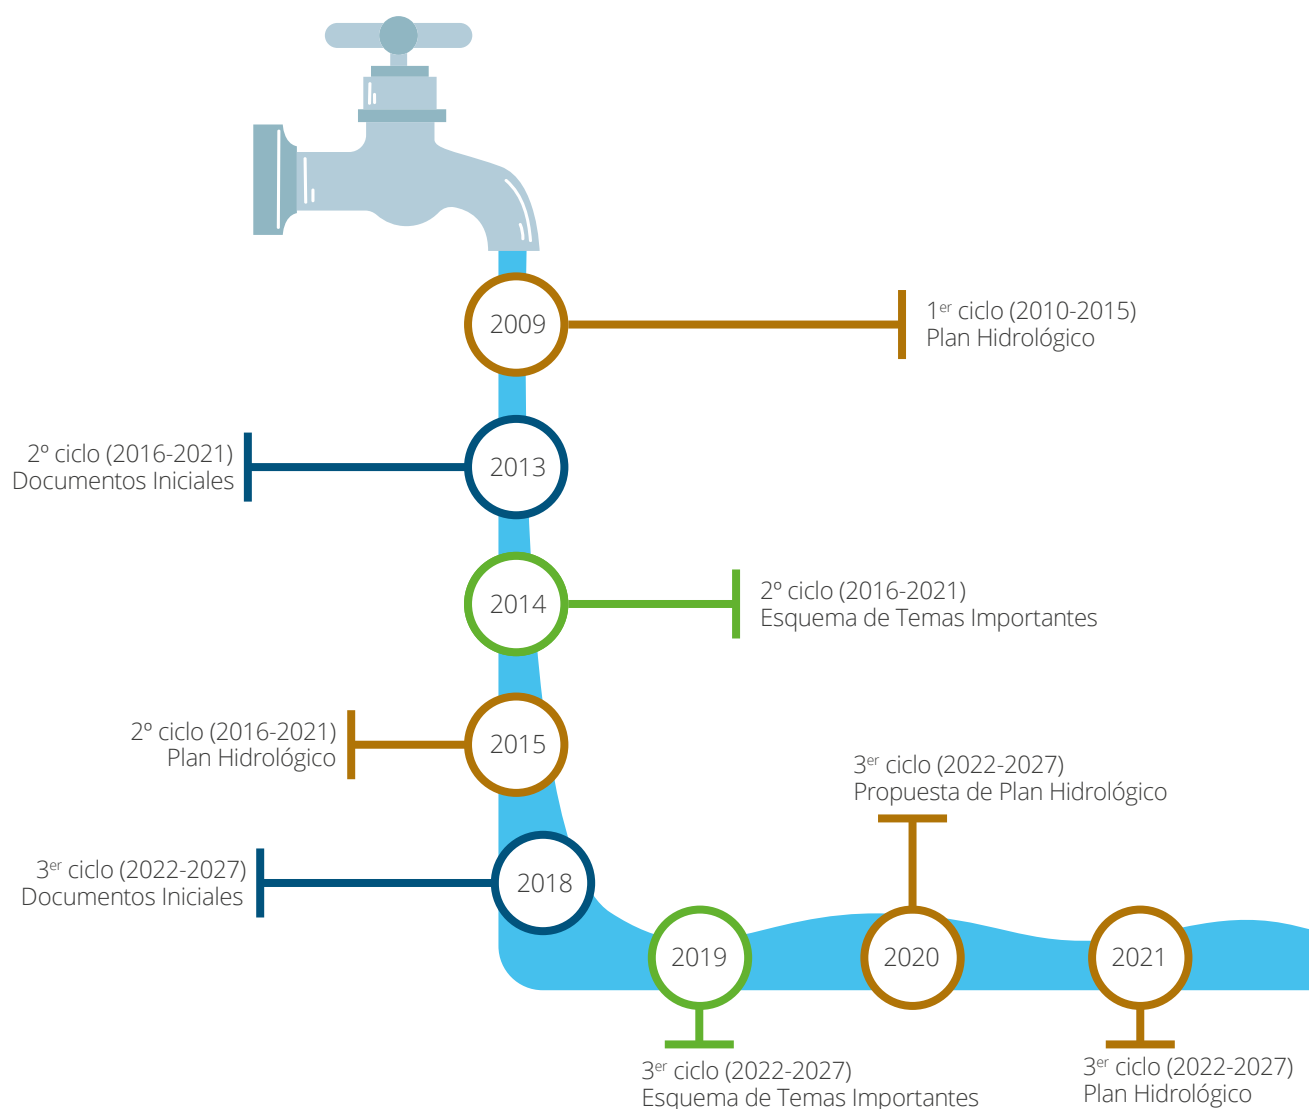 2009
1er ciclo (2010-2015)
Plan Hidrológico
2013
2º ciclo (2016-2021)
Documentos Iniciales
2014
2º ciclo (2016-2021)
Esquema de Temas Importantes
2015
2º ciclo (2016-2021)
Plan Hidrológico
2018
3er ciclo (2022-2027)
Documentos Iniciales
2019
3er ciclo (2022-2027)
Esquema de Temas Importantes
2020
3er ciclo (2022-2027)
Propuesta de Plan Hidrológico
2021
3er ciclo (2022-2027)
Plan Hidrológico